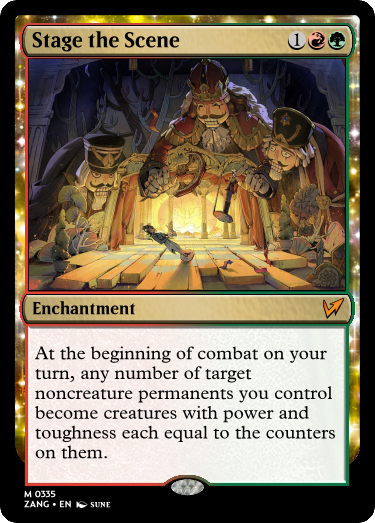 Stage the Scene 1
Enchantment
At the beginning of combat on your
turn, any number of target
noncreature permanents you control
become creatures with power and
toughness each equal to the counters
on them.
M 0335
ZANG • EN SUNE